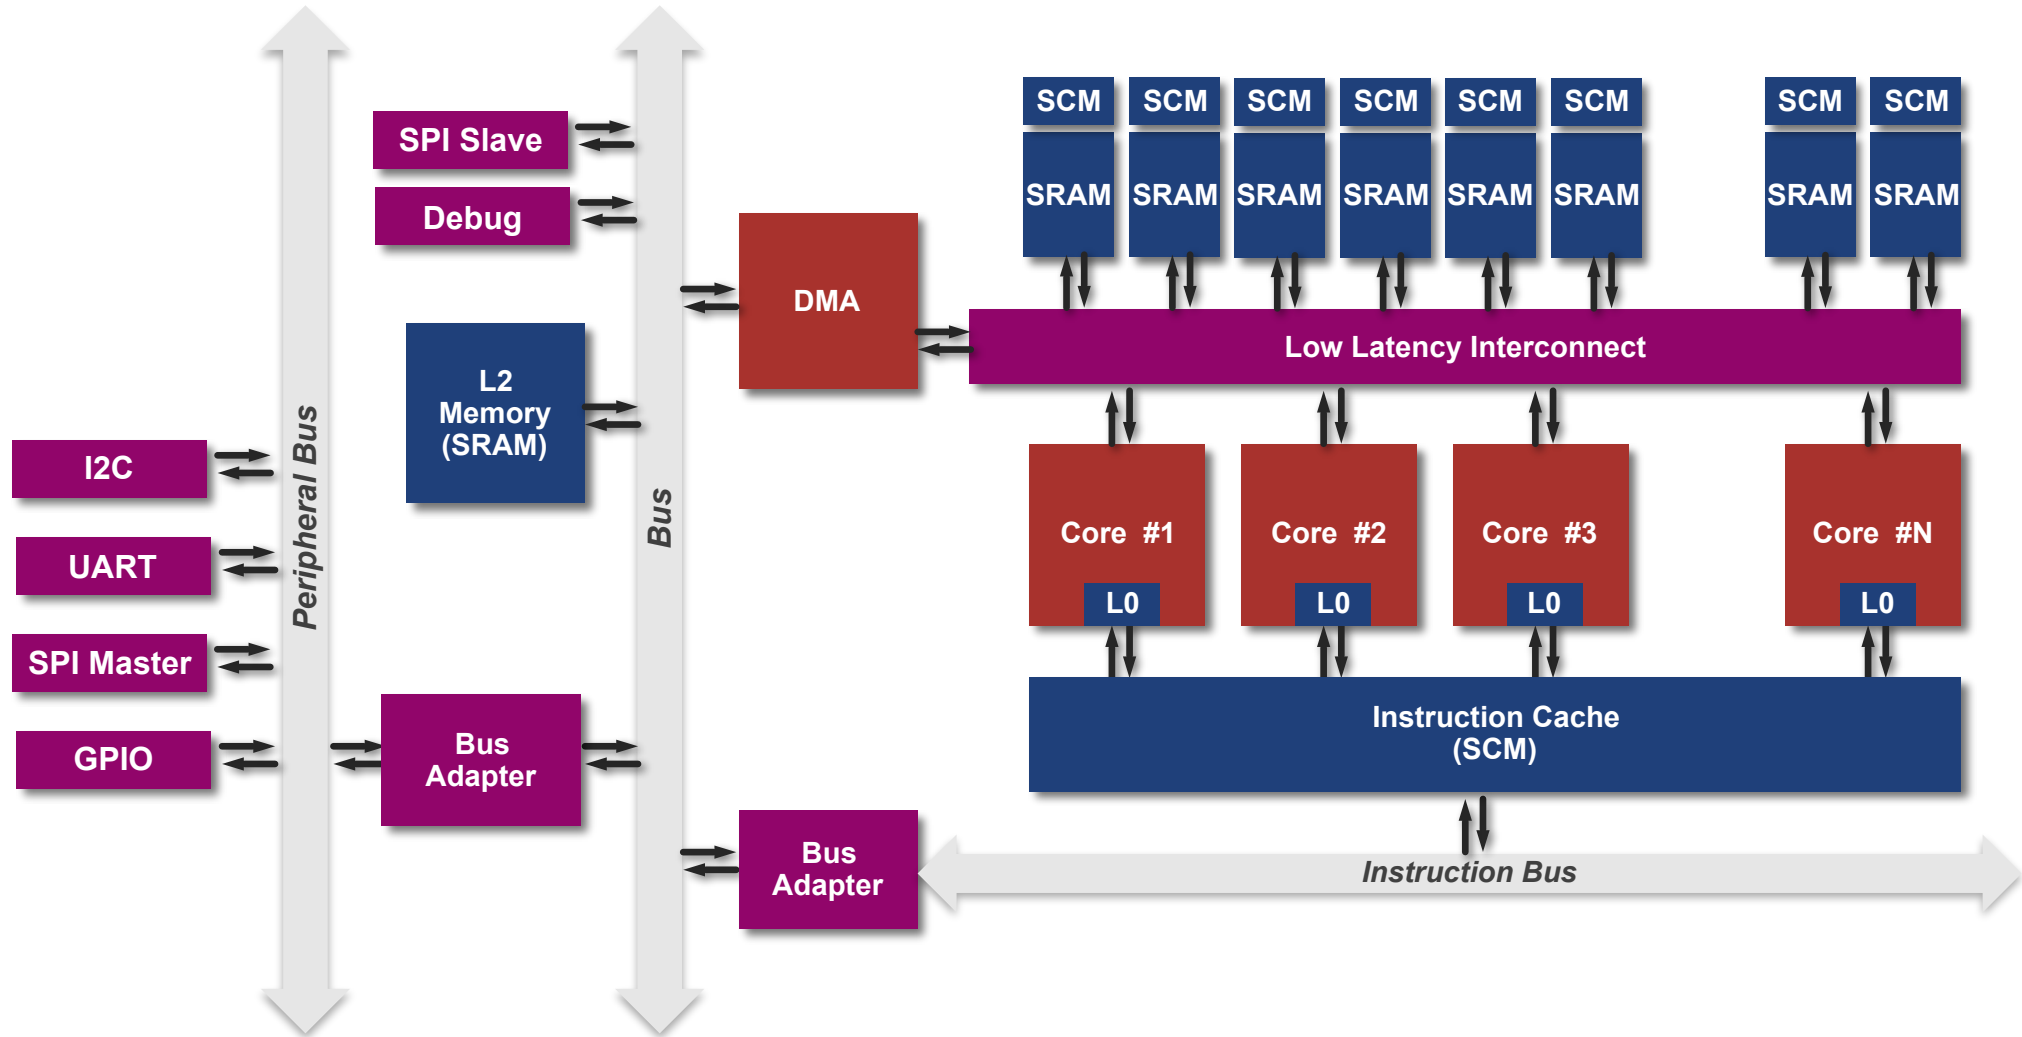 SCM SCM SCM SCM SCM SCM SCM SCM
SPI Slave
SRAM SRAM SRAM SRAM SRAM SRAM SRAM SRAM
Debug
DMA
Low Latency Interconnect
L2
Memory
(SRAM)
I2C
Peripheral Bus
Bus
Core #1 Core #2 Core #3 Core #N
UART
L0 L0 L0 L0
SPI Master
Instruction Cache
(SCM)
GPIO
Bus
Adapter
Bus
Adapter
Instruction Bus